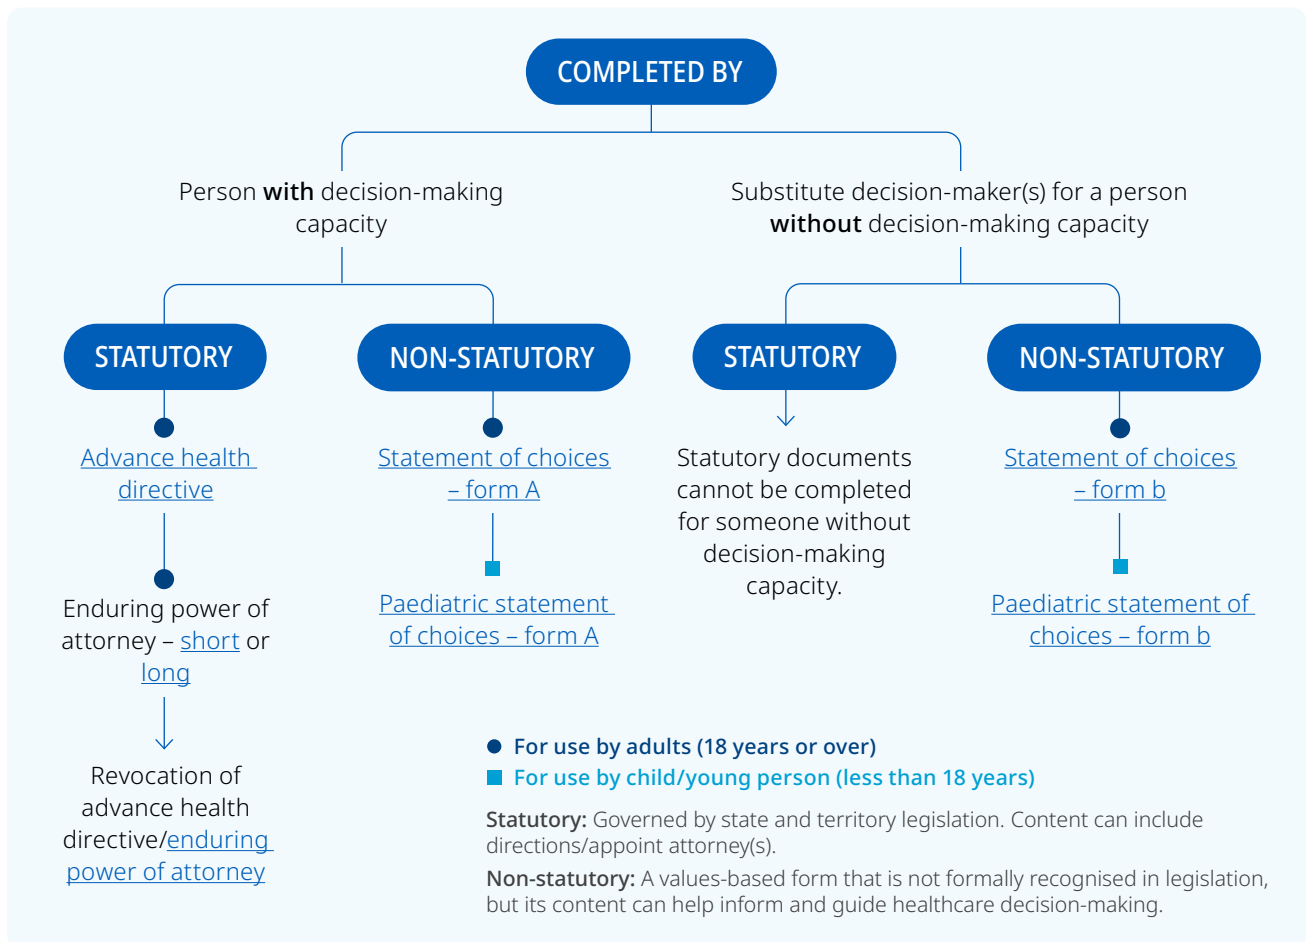 COMPLETED BY
Person with decision-making
capacity
Substitute decision-maker(s) for a person
without decision-making capacity
STATUTORY
NON-STATUTORY
STATUTORY
NON-STATUTORY
Advance health
directive
Statement of choices
– form A
Statutory documents
cannot be completed
for someone without
decision-making
capacity.
Statement of choices
– form b
Enduring power of
attorney – short or
long
Paediatric statement
of choices – form A
Paediatric statement of
choices – form b
Revocation of
advance health
directive/enduring
power of attorney
For use by adults (18 years or over)
For use by child/young person (less than 18 years)
Statutory: Governed by state and territory legislation. Content can include
directions/appoint attorney(s).
Non-statutory: A values-based form that is not formally recognised in legislation,
but its content can help inform and guide healthcare decision-making.